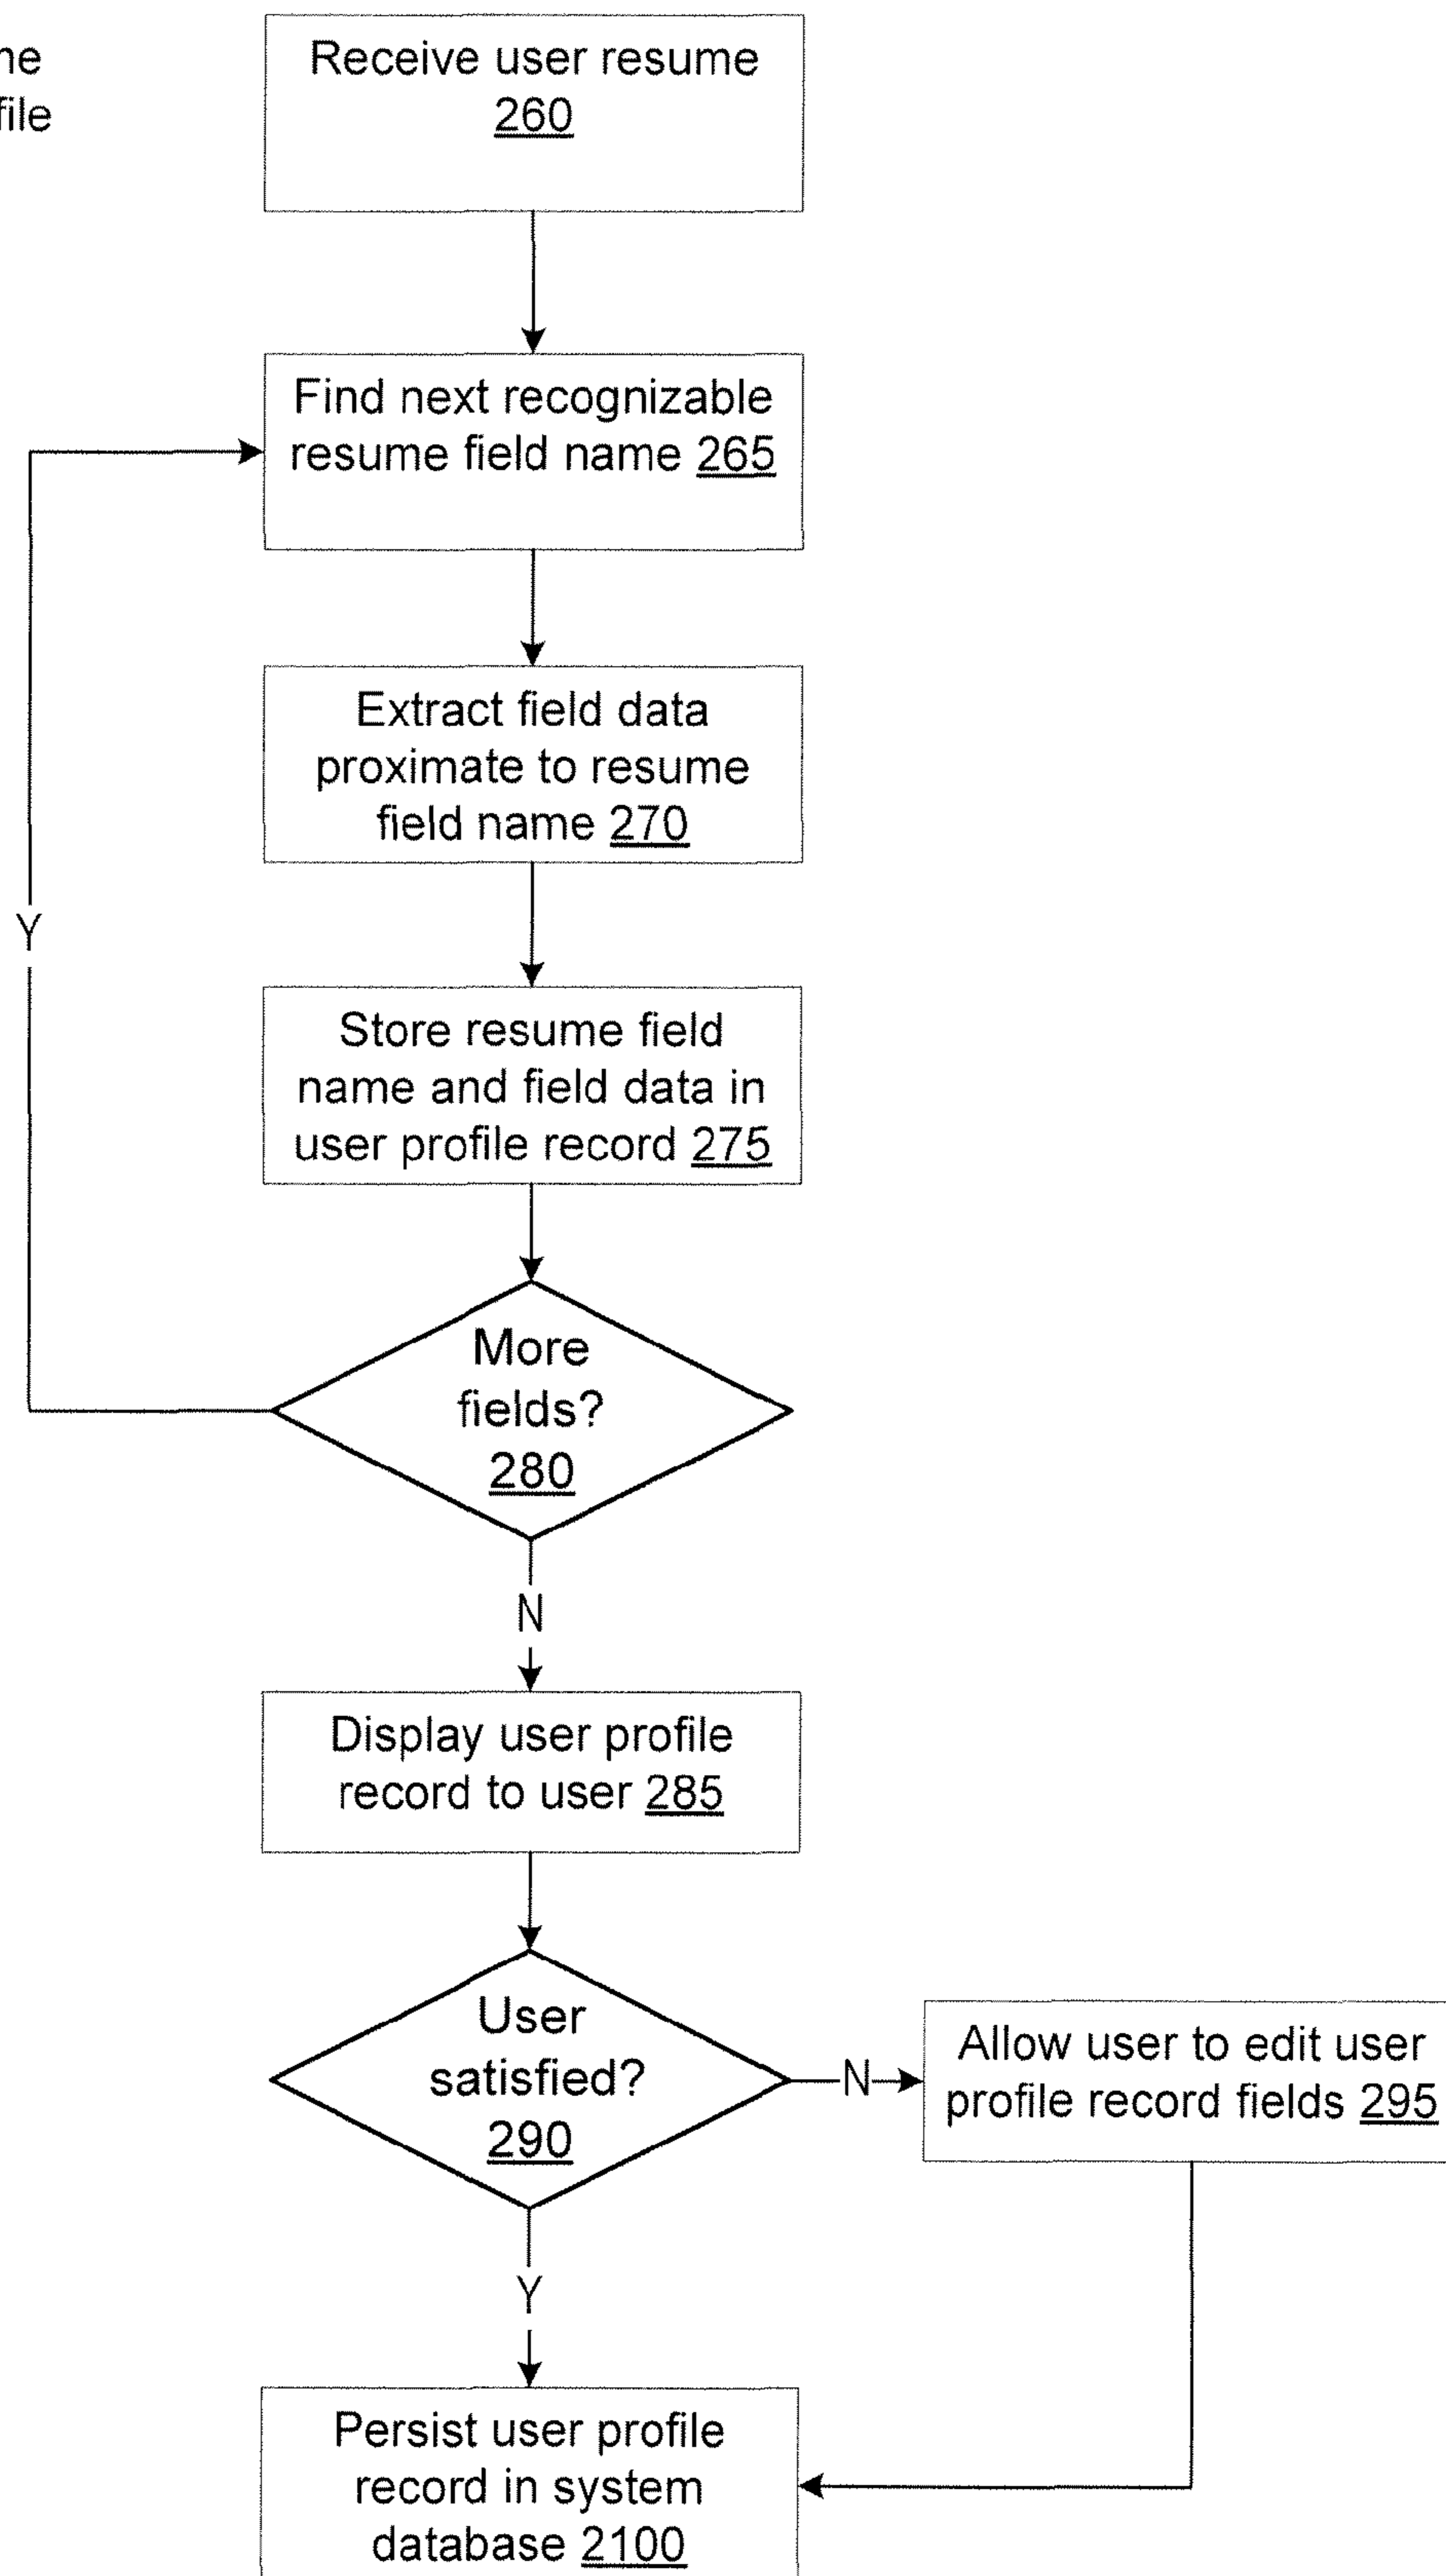 Receive user resume
260
Find next recognizable
resume field name 265
Extract field data
proximate to resume
field name 270
Y
Store resume field
name and field data in
user profile record 275
More
fields?
280
N
Display user profile
record to user 285
User
satisfied?
290
N
Allow user to edit user
profile record fields 295
Y
Persist user profile
record in system
database 2100